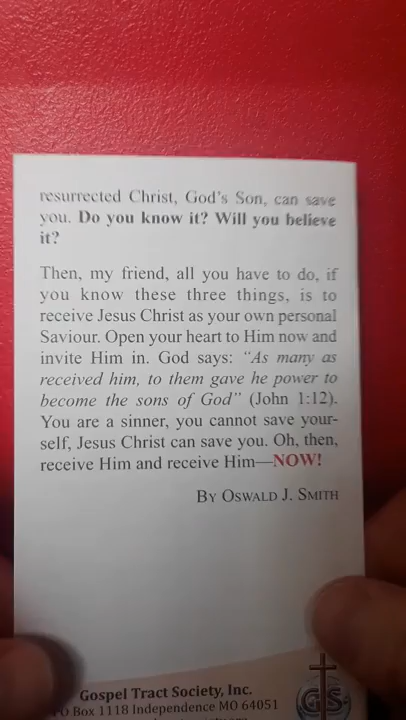 resurrected Christ, God's Son, can save
you. Do you know it? Will you believe
it?
Then, my friend, all you have to do, if
you know these three things, is to
receive Jesus Christ as your own personal
Saviour. Open your heart to Him now and
invite Him in. God says: "As many as
received him, to them gave he power to
become the sons of God" (John 1:12).
You are a sinner, you cannot save your-
self, Jesus Christ can save you. Oh, then,
receive Him and receive Him—NOW!
By Oswald J. Smith
Gospel Tract Society, Inc.
Box 1118 Independence MO 64051
GTS